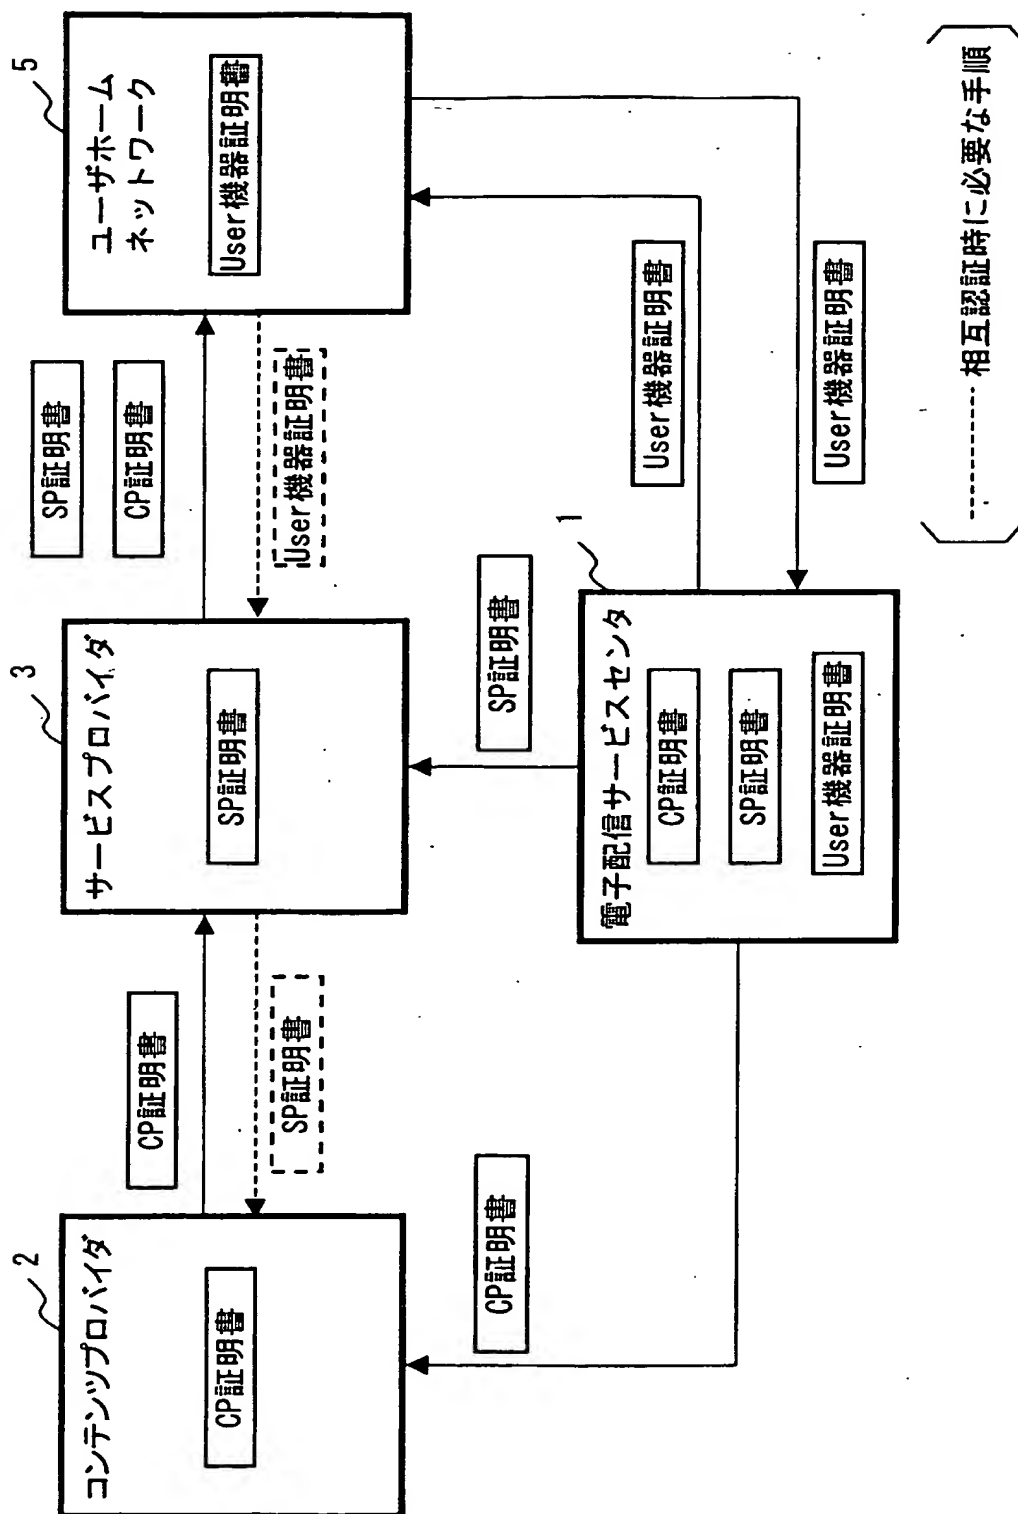 2
コンテンツプロバイダ
CP証明書
CP証明書
SP証明書
3
サービスプロバイダ
SP証明書
SP証明書
CP証明書
User機器証明書
5
ユーザホーム
ネットワーク
User機器証明書
CP証明書
SP証明書
1
電子配信サービスセンタ
CP証明書
SP証明書
User機器証明書
User機器証明書
User機器証明書
相互認証時に必要な手順